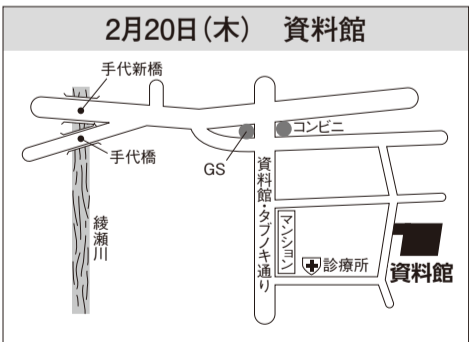 2月20日(木) 資料館
手代新橋
手代橋
GS
コンビニ
綾瀬川
資料館・タブノキ通り
マンション
診療所
資料館